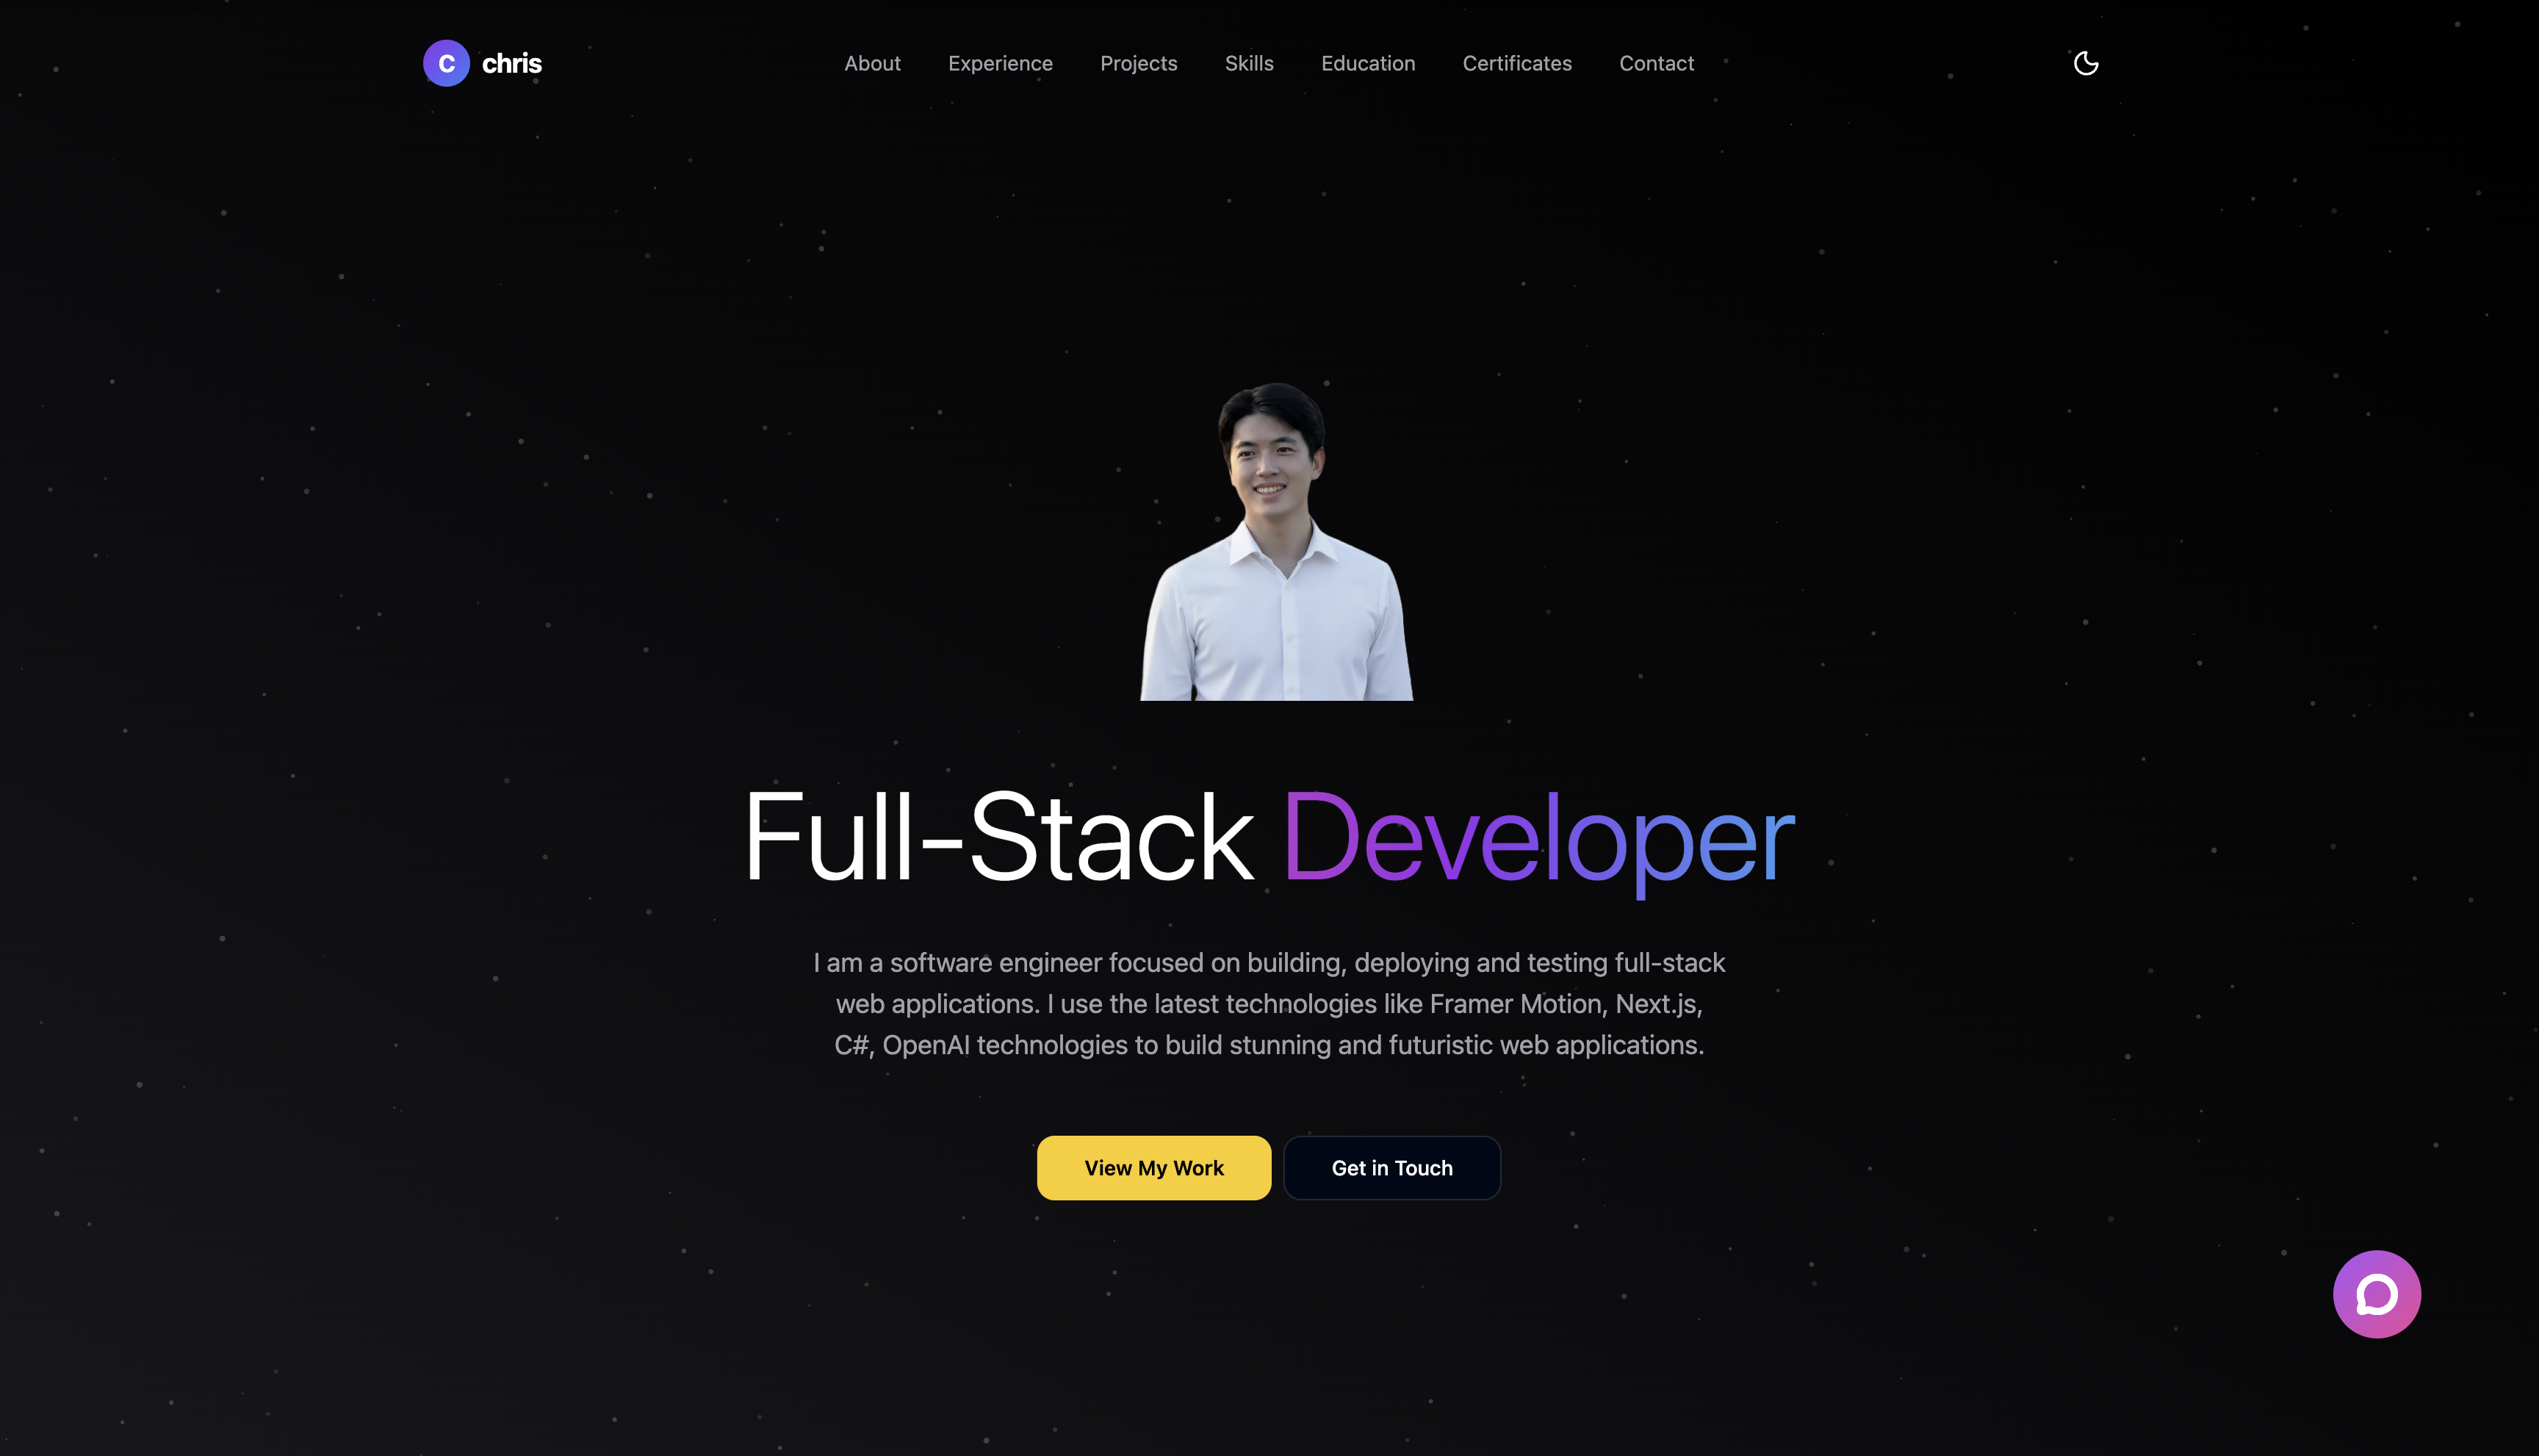 C chris
About Experience Projects Skills Education Certificates Contact
Full-Stack Developer
I am a software engineer focused on building, deploying and testing full-stack
web applications. I use the latest technologies like Framer Motion, Next.js,
C#, OpenAI technologies to build stunning and futuristic web applications.
View My Work Get in Touch